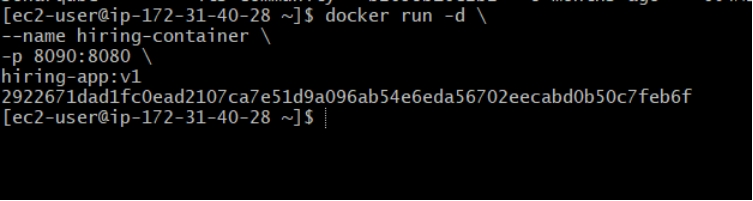 [ec2-user@ip-172-31-40-28 ~]$ docker run -d \
--name hiring-container \
-p 8090:8080 \
hiring-app:v1
2922671dad1fc0ead2107ca7e51d9a096ab54e6eda56702eecabd0b50c7feb6f
[ec2-user@ip-172-31-40-28 ~]$